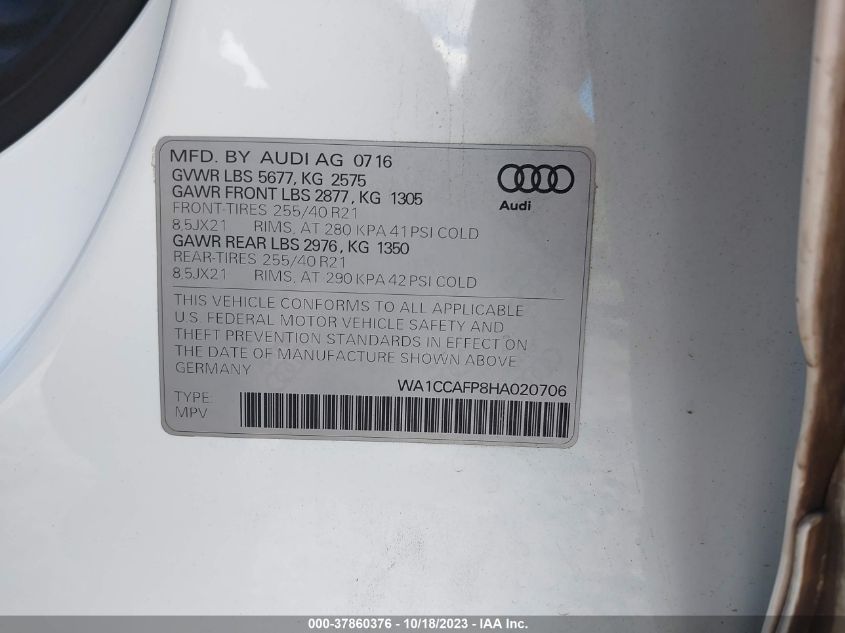 MFD. BY AUDI AG 07 16
GVWR LBS 5677, KG 2575
GAWR FRONT LBS 2877, KG 1305
FRONT-TIRES 255/40 R21
8,5JX21 RIMS, AT 280 KPA 41 PSI COLD
GAWR REAR LBS 2976, KG 1350
REAR-TIRES 255/40 R21
8,5JX21 RIMS, AT 290 KPA 42 PSI COLD
Audi
THIS VEHICLE CONFORMS TO ALL APPLICABLE
U.S. FEDERAL MOTOR VEHICLE SAFETY AND
THEFT PREVENTION STANDARDS IN EFFECT ON
THE DATE OF MANUFACTURE SHOWN ABOVE
GERMANY
WA1CCAFP8HA020706
TYPE:
MPV
000-37860376 - 10/18/2023 - IAA Inc.